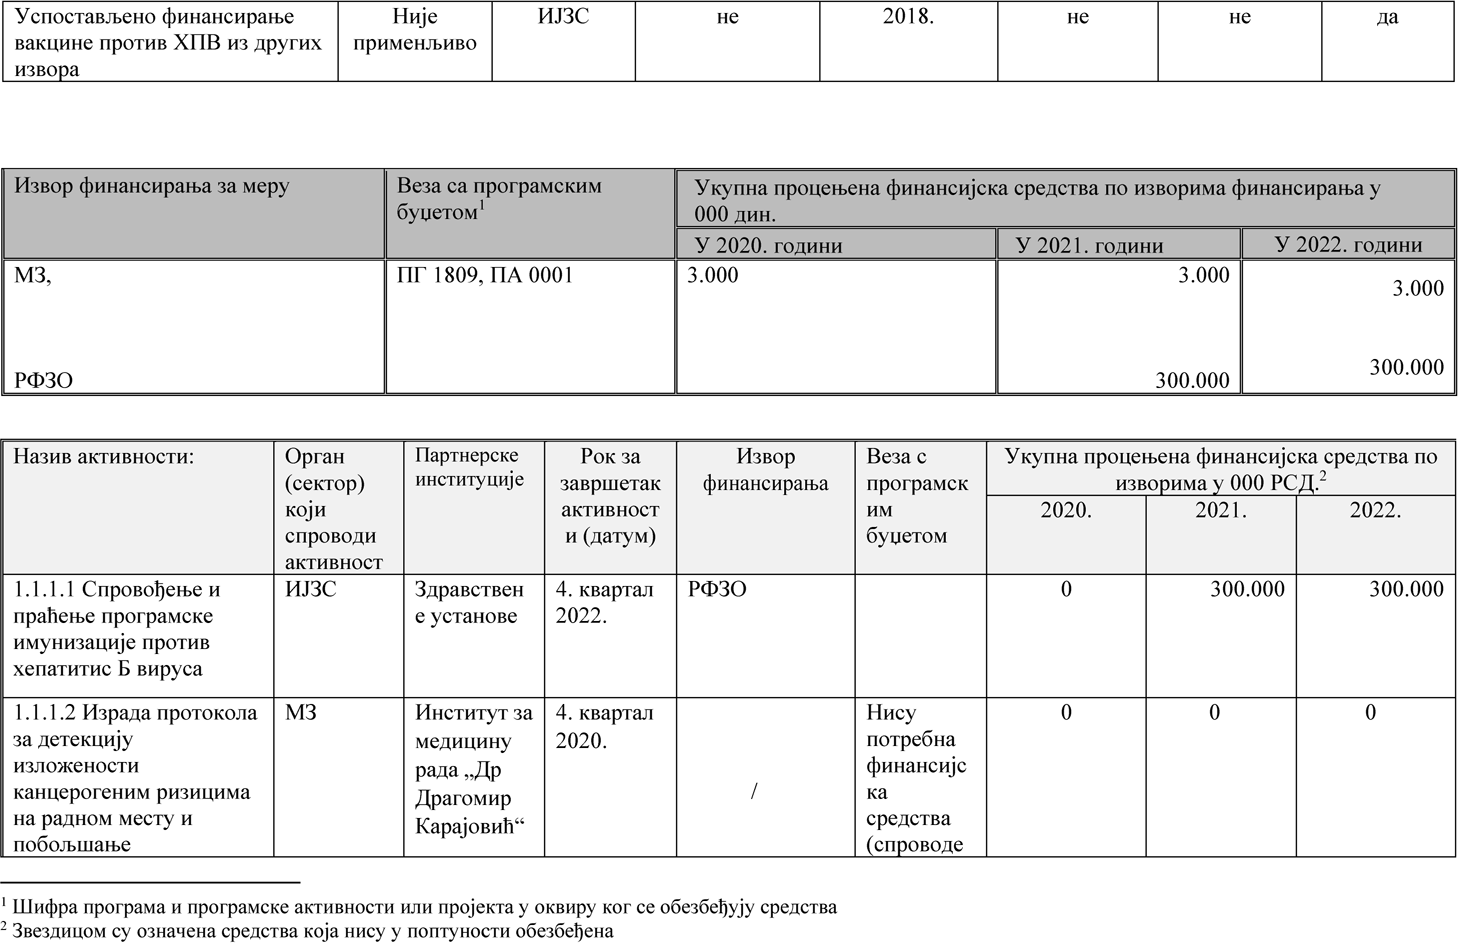 Успостављено финансирање вакцине против ХПВ из других извора
Није применљиво
ИЈЗС
не
2018.
не
не
да
Извор финансирања за меру
Веза са програмским буџетом1
Укупна процењена финансијска средства по изворима финансирања у 000 дин.
У 2020. години
У 2021. години
У 2022. години
МЗ,
ПГ 1809, ПА 0001
3.000
3.000
3.000
РФЗО
300.000
300.000
Назив активности:
Орган (сектор) који спроводи активност
Партнерске институције
Рок за завршетак активност и (датум)
Извор финансирања
Веза с програмск им буџетом
Укупна процењена финансијска средства по изворима у 000 РСД.2
2020.
2021.
2022.
1.1.1.1 Спровођење и праћење програмске имунизације против хепатитис Б вируса
ИЈЗС
Здравствен е установе
4. квартал 2022.
РФЗО
0
300.000
300.000
1.1.1.2 Израда протокола за детекцију изложености канцерогеним ризицима на радном месту и побољшање
МЗ
Институт за медицину рада „Др Драгомир Карајовић“
4. квартал 2020.
/
Нису потребна финансијс ка средства (спроводе
0
0
0
1 Шифра програма и програмске активности или пројекта у оквиру ког се обезбеђују средства
2 Звездицом су означена средства која нису у поптуности обезбеђена